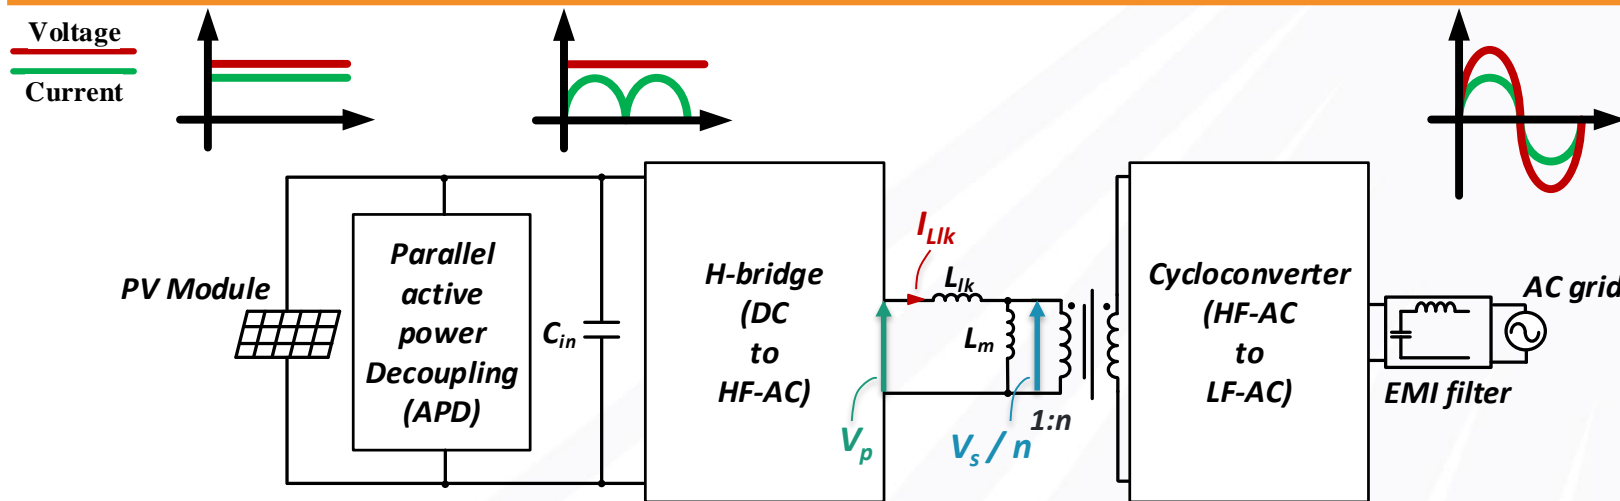 Voltage
Current
PV Module
Parallel
active
power
Decoupling
(APD)
C_in
H-bridge
(DC
to
HF-AC)
I_Llk
L_lk
L_m
V_p
V_s / n
1:n
Cycloconverter
(HF-AC
to
LF-AC)
AC grid
EMI filter